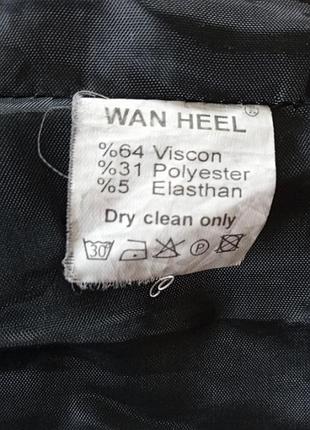 WAN HEEL®
%64 Viscon
%31 Polyester
%5 Elasthan
Dry clean only
30 P